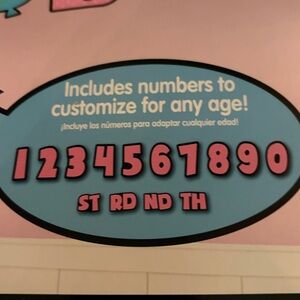 Includes numbers to
customize for any age!
¡Incluye los números para adaptar cualquier edad!
1234567890
ST RD ND TH